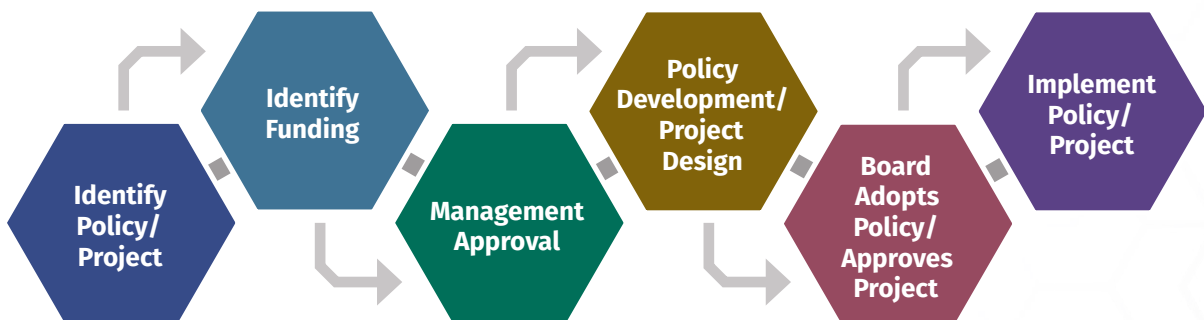 Identify
Policy/
Project
Identify
Funding
Management
Approval
Policy
Development/
Project
Design
Board
Adopts
Policy/
Approves
Project
Implement
Policy/
Project